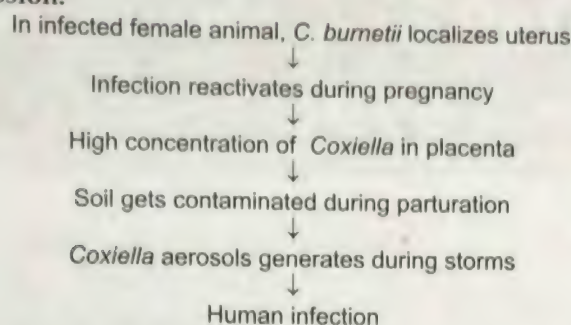 In infected female animal, C. burnetii localizes uterus
↓
Infection reactivates during pregnancy
↓
High concentration of Coxiella in placenta
↓
Soil gets contaminated during parturation
↓
Coxiella aerosols generates during storms
↓
Human infection